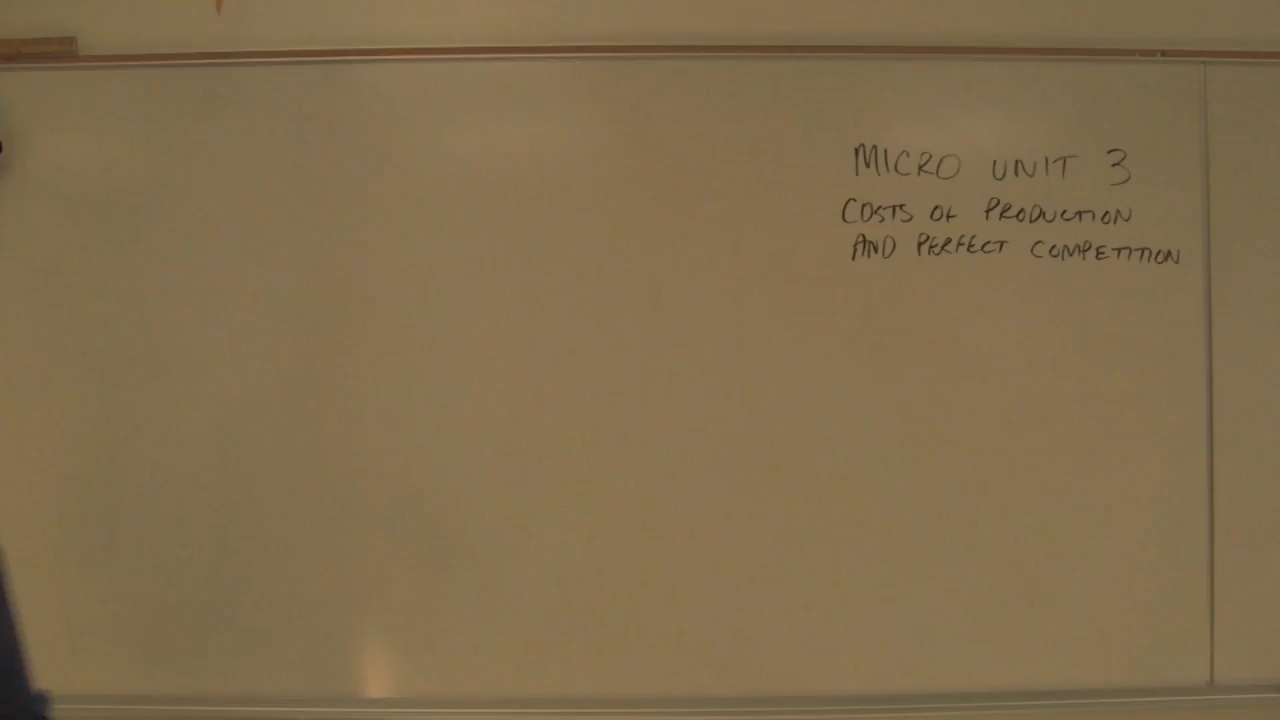 MICRO UNIT 3
COSTS OF PRODUCTION
AND PERFECT COMPETITION